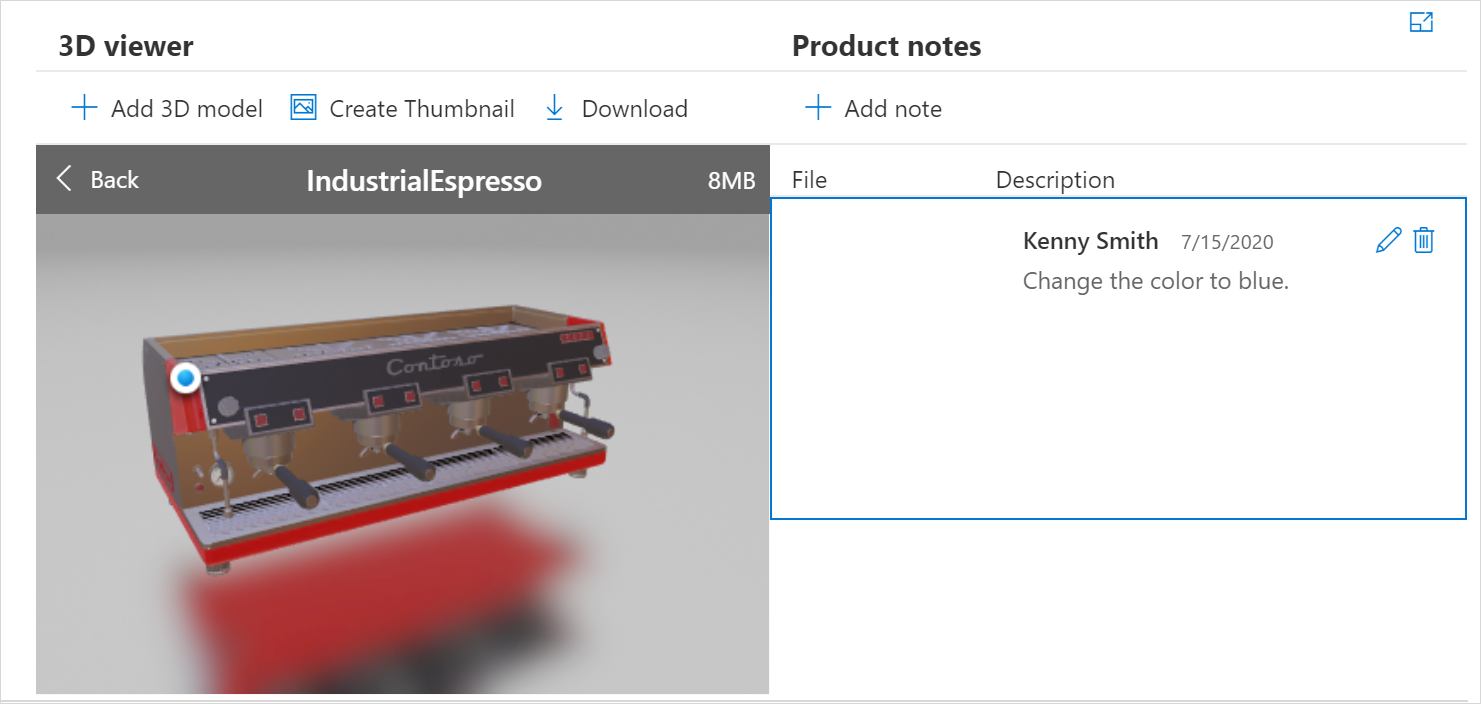 3D viewer
Product notes
Add 3D model
Create Thumbnail
Download
Add note
Back
IndustrialEspresso
8MB
File
Description
Kenny Smith 7/15/2020
Change the color to blue.
Contoso